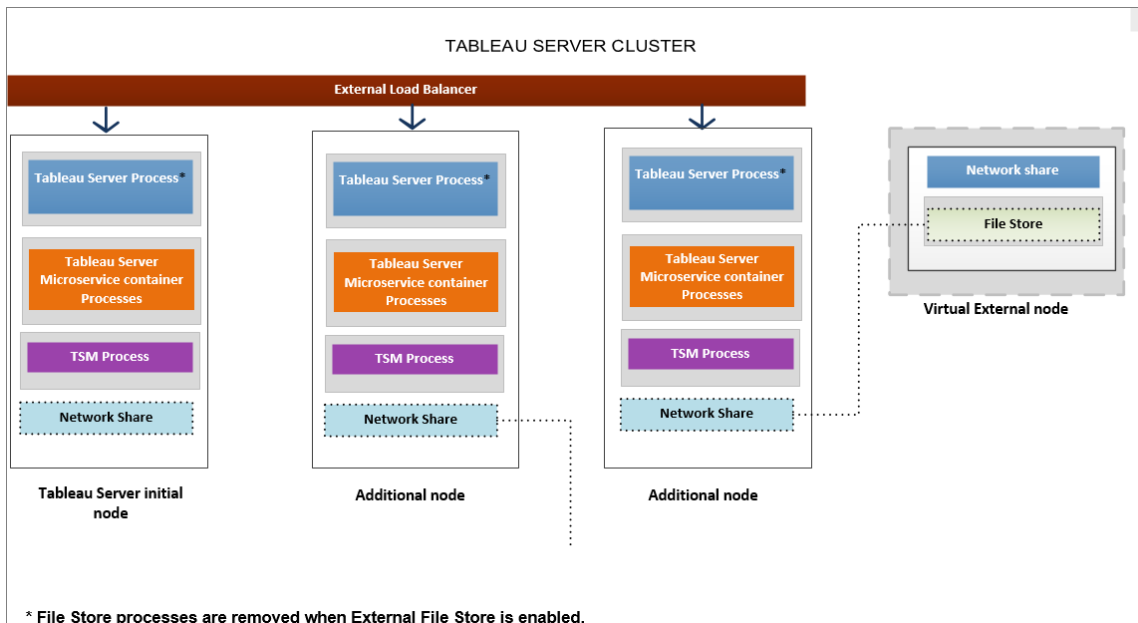 TABLEAU SERVER CLUSTER
External Load Balancer
Tableau Server Process*
Tableau Server
Microservice container
Processes
TSM Process
Network Share
Tableau Server initial
node
Tableau Server Process*
Tableau Server
Microservice container
Processes
TSM Process
Network Share
Additional node
Tableau Server Process*
Tableau Server
Microservice container
Processes
TSM Process
Network Share
Additional node
Network share
File Store
Virtual External node
* File Store processes are removed when External File Store is enabled.